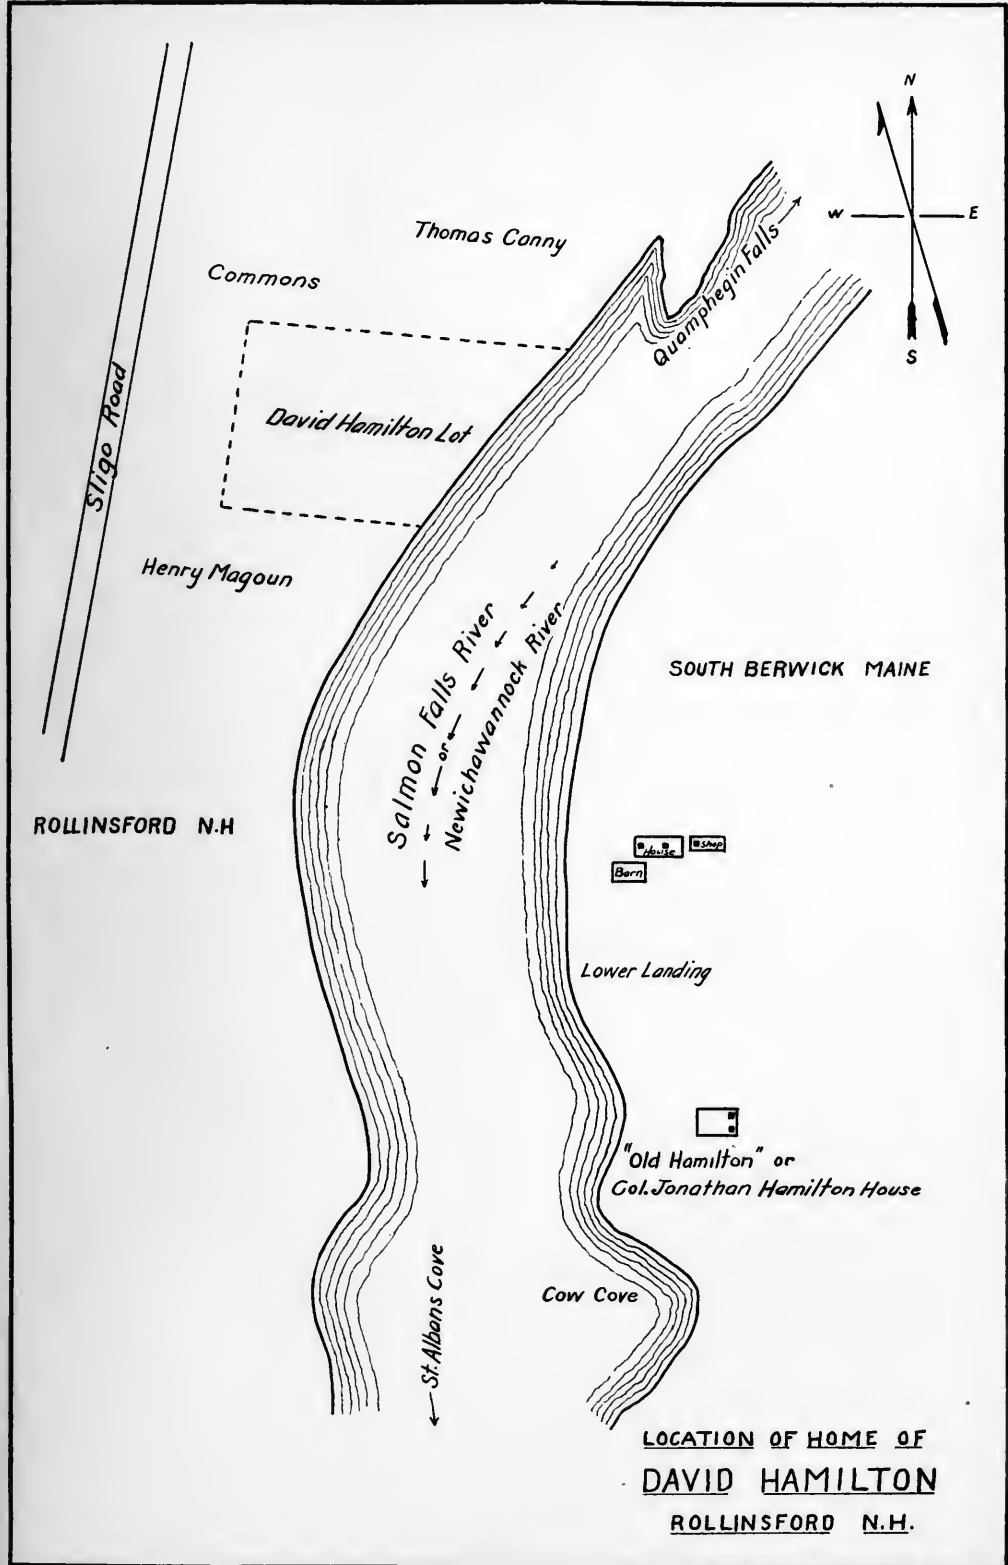 N
W
E
S
Thomas Canny
Commons
Quamphegin Falls
David Hamilton Lot
Sligo Road
Henry Magoun
Salmon Falls River
or
Newichawannock River
SOUTH BERWICK MAINE
ROLLINSFORD N.H
House
Shop
Barn
Lower Landing
"Old Hamilton" or
Col. Jonathan Hamilton House
Cow Cove
St. Albans Cove
LOCATION OF HOME OF
DAVID HAMILTON
ROLLINSFORD N.H.